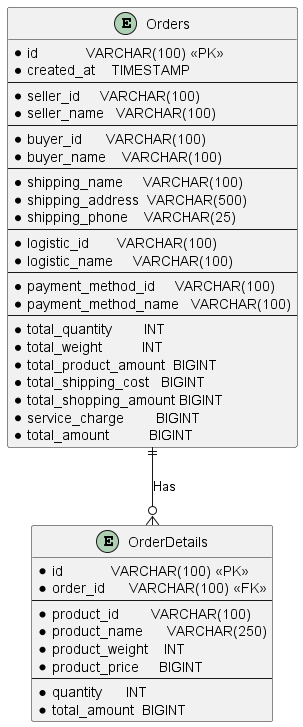 E Orders
id VARCHAR(100) «PK»
created_at TIMESTAMP
seller_id VARCHAR(100)
seller_name VARCHAR(100)
buyer_id VARCHAR(100)
buyer_name VARCHAR(100)
shipping_name VARCHAR(100)
shipping_address VARCHAR(500)
shipping_phone VARCHAR(25)
logistic_id VARCHAR(100)
logistic_name VARCHAR(100)
payment_method_id VARCHAR(100)
payment_method_name VARCHAR(100)
total_quantity INT
total_weight INT
total_product_amount BIGINT
total_shipping_cost BIGINT
total_shopping_amount BIGINT
service_charge BIGINT
total_amount BIGINT
Has
E OrderDetails
id VARCHAR(100) «PK»
order_id VARCHAR(100) «FK»
product_id VARCHAR(100)
product_name VARCHAR(250)
product_weight INT
product_price BIGINT
quantity INT
total_amount BIGINT